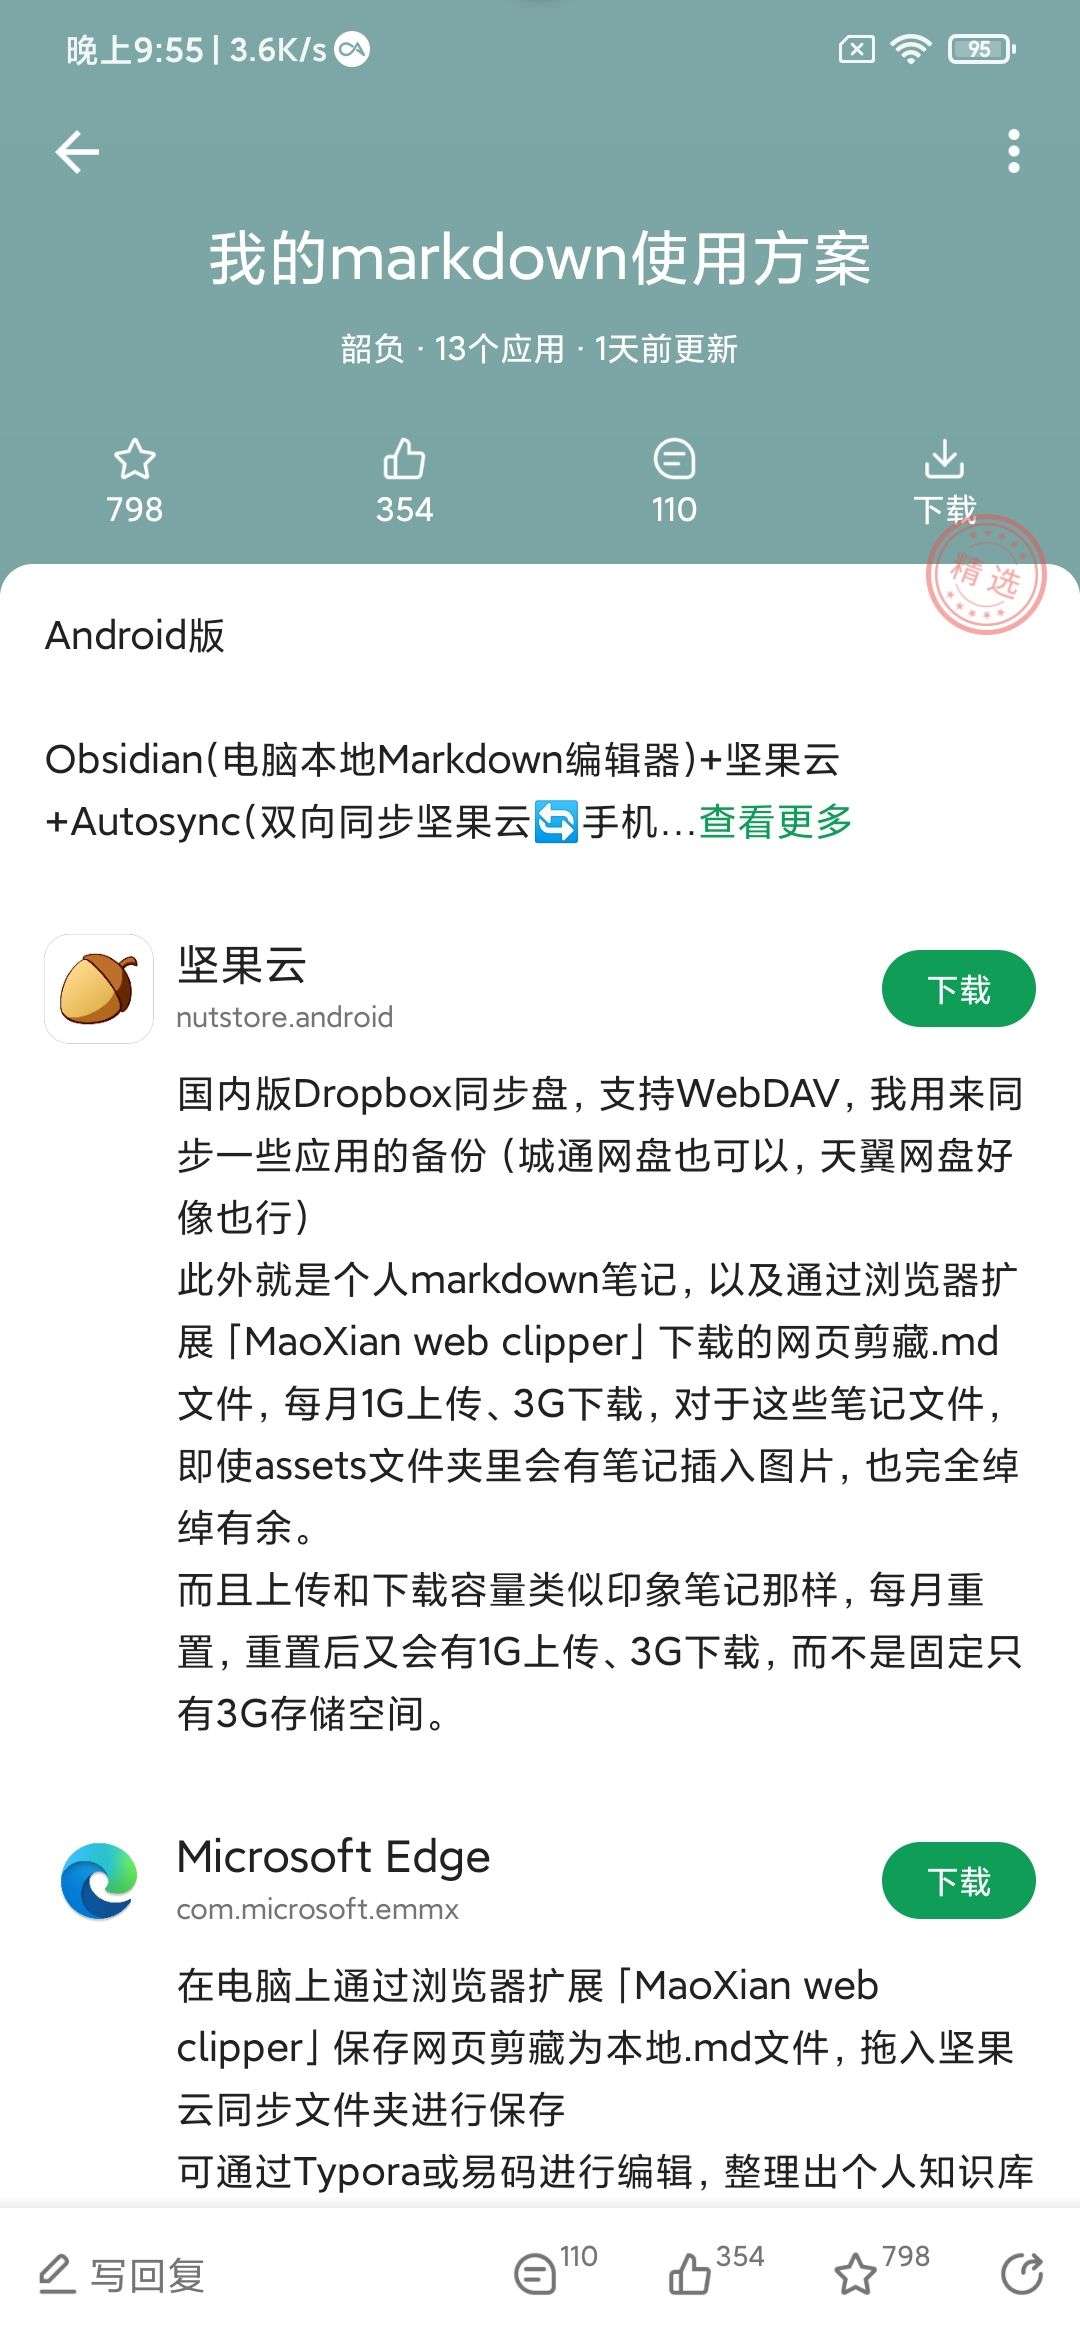 晚上9:55 | 3.6K/s
95
我的markdown使用方案
韶负 · 13个应用 · 1天前更新
798
354
110
下载
精选
Android版
Obsidian(电脑本地Markdown编辑器)+坚果云
+Autosync(双向同步坚果云🔄手机...查看更多
坚果云
nutstore.android
下载
国内版Dropbox同步盘，支持WebDAV，我用来同
步一些应用的备份（城通网盘也可以，天翼网盘好
像也行）
此外就是个人markdown笔记，以及通过浏览器扩
展「MaoXian web clipper」下载的网页剪藏.md
文件，每月1G上传、3G下载，对于这些笔记文件，
即使assets文件夹里会有笔记插入图片，也完全绰
绰有余。
而且上传和下载容量类似印象笔记那样，每月重
置，重置后又会有1G上传、3G下载，而不是固定只
有3G存储空间。
Microsoft Edge
com.microsoft.emmx
下载
在电脑上通过浏览器扩展「MaoXian web
clipper」保存网页剪藏为本地.md文件，拖入坚果
云同步文件夹进行保存
可通过Typora或易码进行编辑，整理出个人知识库
写回复
110
354
798